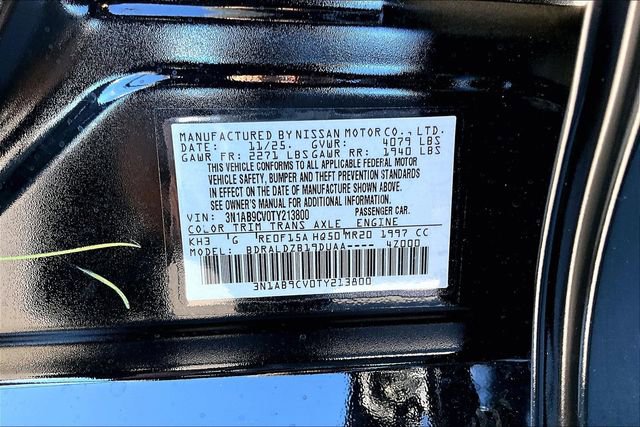 MANUFACTURED BY NISSAN MOTOR CO., LTD.
DATE: 11/25. GVWR: 4079 LBS
GAWR FR: 2271 LBS GAWR RR: 1940 LBS
THIS VEHICLE CONFORMS TO ALL APPLICABLE FEDERAL MOTOR
VEHICLE SAFETY, BUMPER AND THEFT PREVENTION STANDARDS
IN EFFECT ON THE DATE OF MANUFACTURE SHOWN ABOVE.
SEE OWNER'S MANUAL FOR ADDITIONAL INFORMATION.
VIN: 3N1AB9CV0TY213800 PASSENGER CAR.
COLOR TRIM TRANS AXLE ENGINE
KH3 G RE0F15A HQ50 MR20 1997 CC
MODEL: BDRALDZB19DUAA---- 4Z000
3N1AB9CV0TY213800